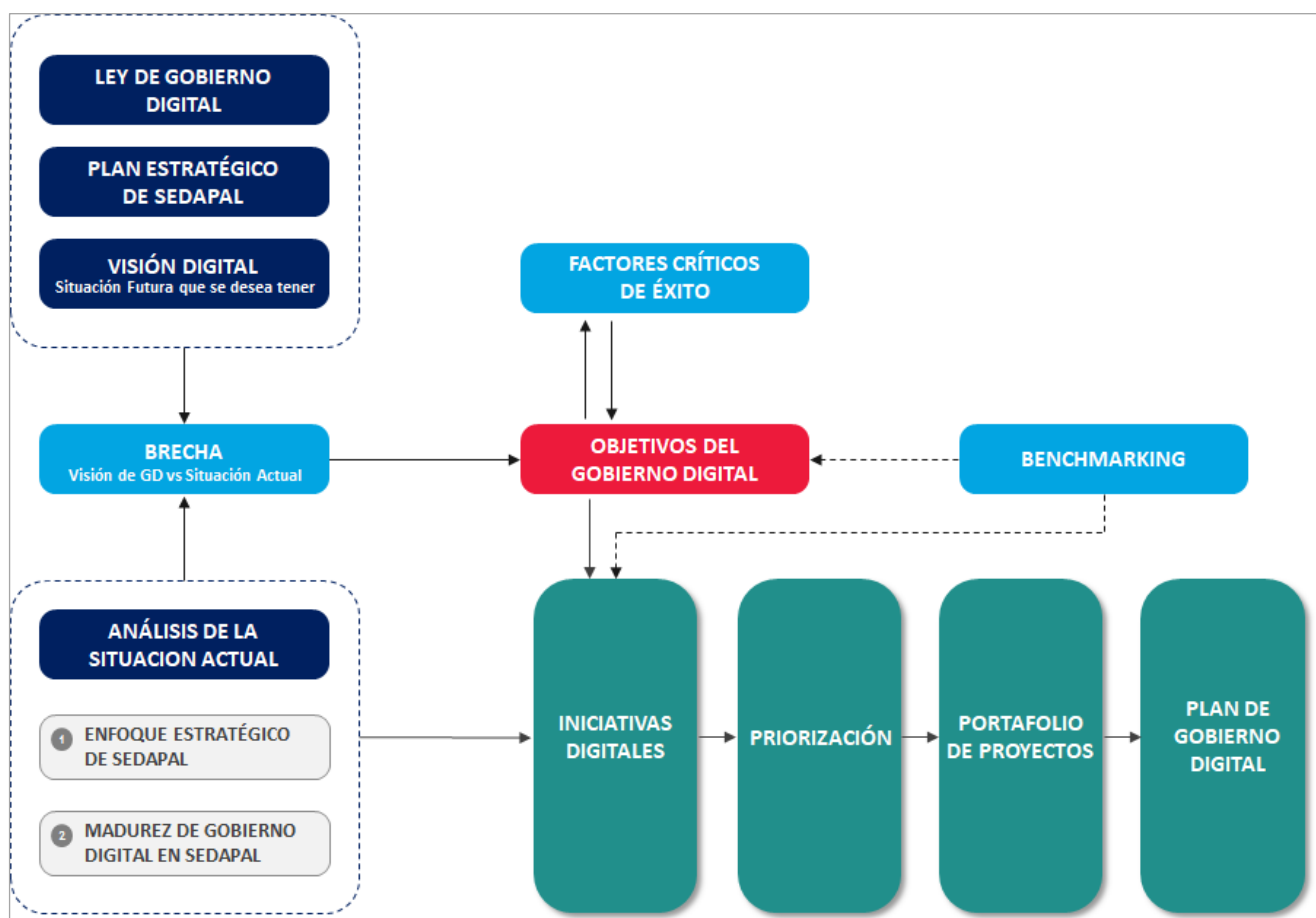 LEY DE GOBIERNO
DIGITAL
PLAN ESTRATÉGICO
DE SEDAPAL
VISIÓN DIGITAL
Situación Futura que se desea tener
FACTORES CRÍTICOS
DE ÉXITO
BRECHA
Visión de GD vs Situación Actual
OBJETIVOS DEL
GOBIERNO DIGITAL
BENCHMARKING
ANÁLISIS DE LA
SITUACION ACTUAL
1 ENFOQUE ESTRATÉGICO
DE SEDAPAL
2 MADUREZ DE GOBIERNO
DIGITAL EN SEDAPAL
INICIATIVAS
DIGITALES
PRIORIZACIÓN
PORTAFOLIO
DE PROYECTOS
PLAN DE
GOBIERNO
DIGITAL